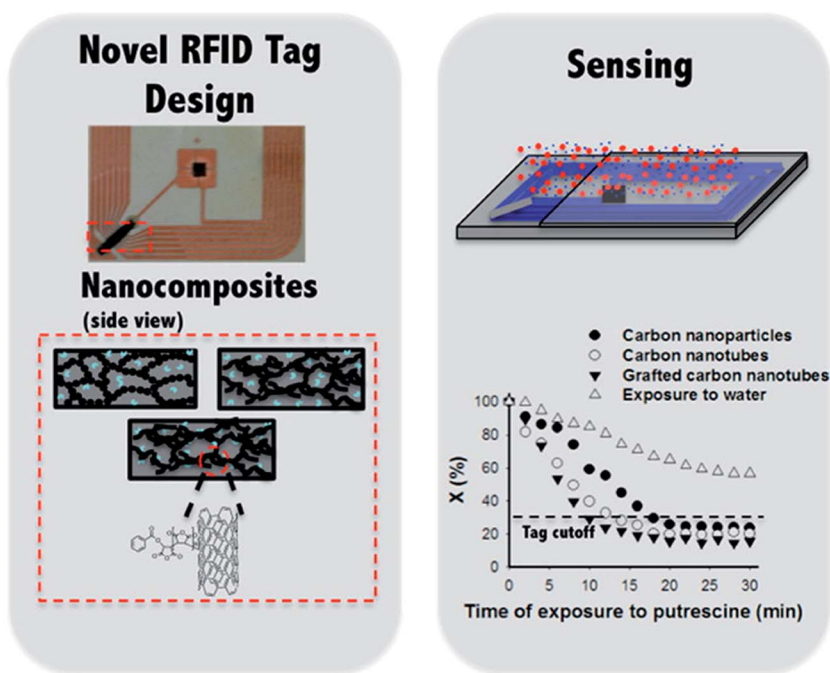 Novel RFID Tag
Design
Nanocomposites
(side view)
Sensing
Carbon nanoparticles
Carbon nanotubes
Grafted carbon nanotubes
Exposure to water
X (%)
100
80
60
40
20
0
Tag cutoff
0 5 10 15 20 25 30
Time of exposure to putrescine (min)